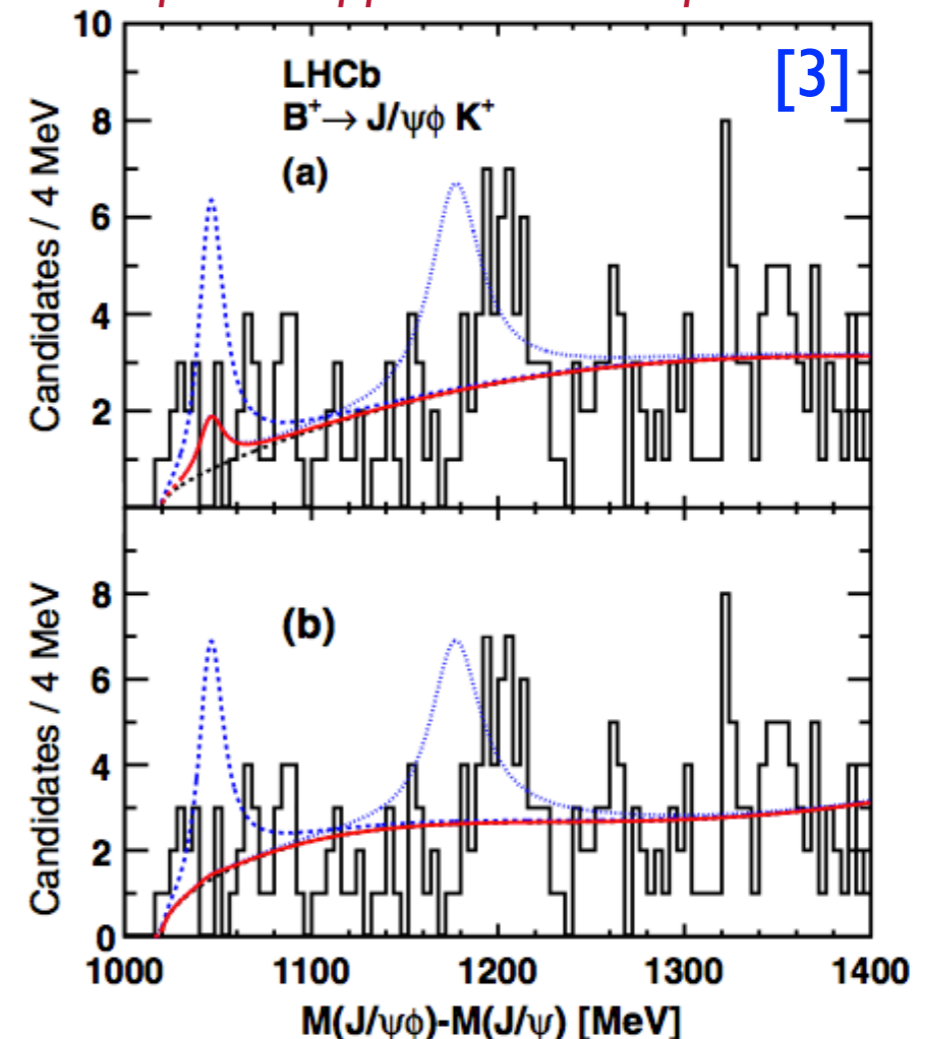 10
LHCb
[3]
B⁺→ J/ψϕ K⁺
8
(a)
6
4
2
Candidates / 4 MeV
8
(b)
6
4
2
0
Candidates / 4 MeV
1000 1100 1200 1300 1400
M(J/ψϕ)-M(J/ψ) [MeV]